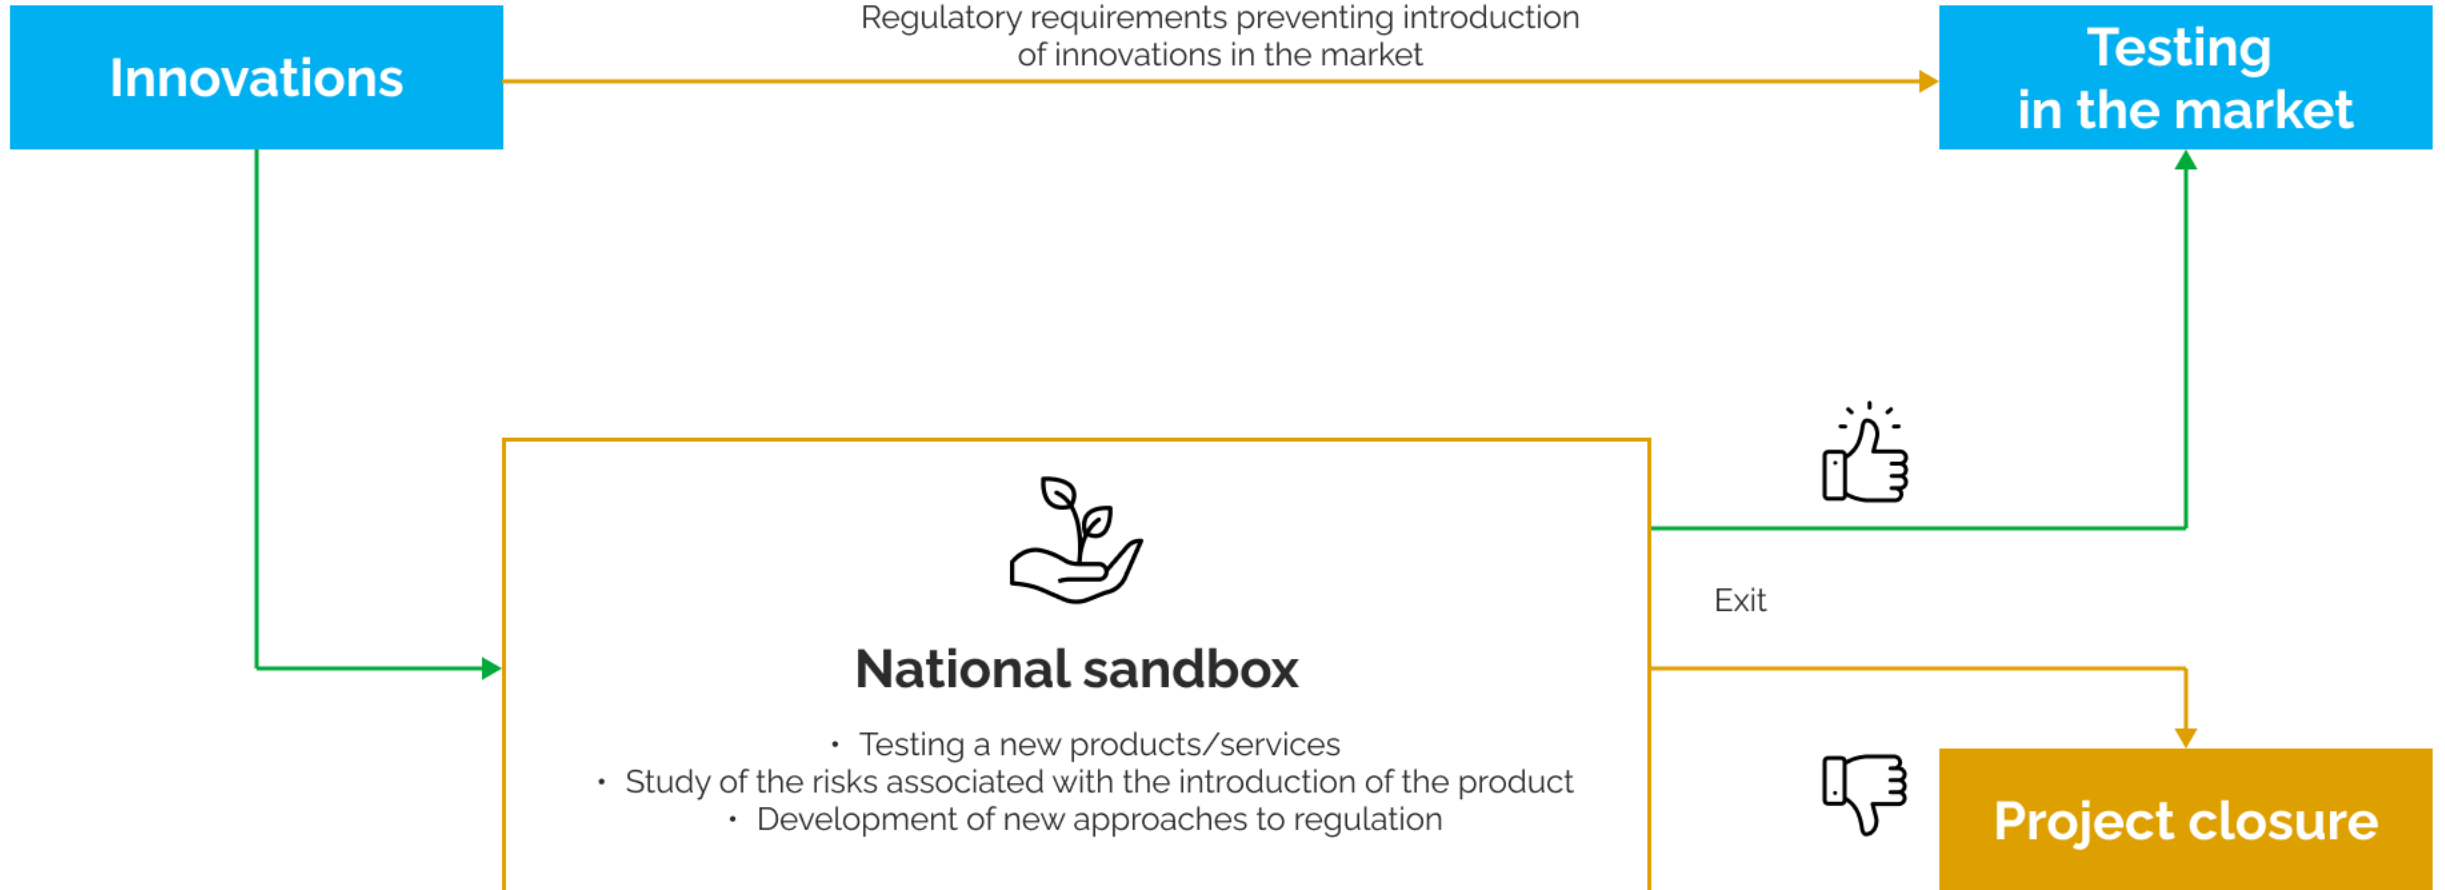 Innovations
Regulatory requirements preventing introduction
of innovations in the market
Testing
in the market
Exit
National sandbox
• Testing a new products/services
• Study of the risks associated with the introduction of the product
• Development of new approaches to regulation
Project closure